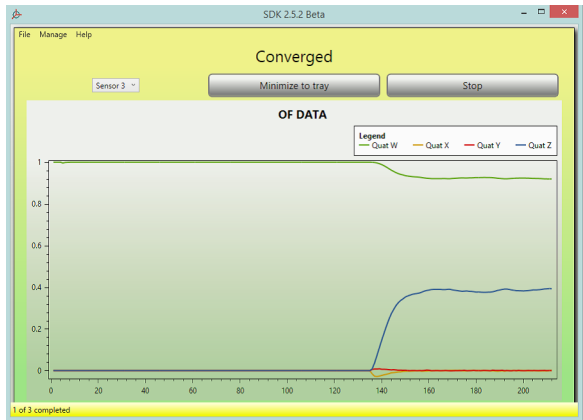 SDK 2.5.2 Beta
File Manage Help
Converged
Sensor 3 Minimize to tray Stop
OF DATA
Legend
Quat W Quat X Quat Y Quat Z
1
0.8
0.6
0.4
0.2
0
0 20 40 60 80 100 120 140 160 180 200
1 of 3 completed